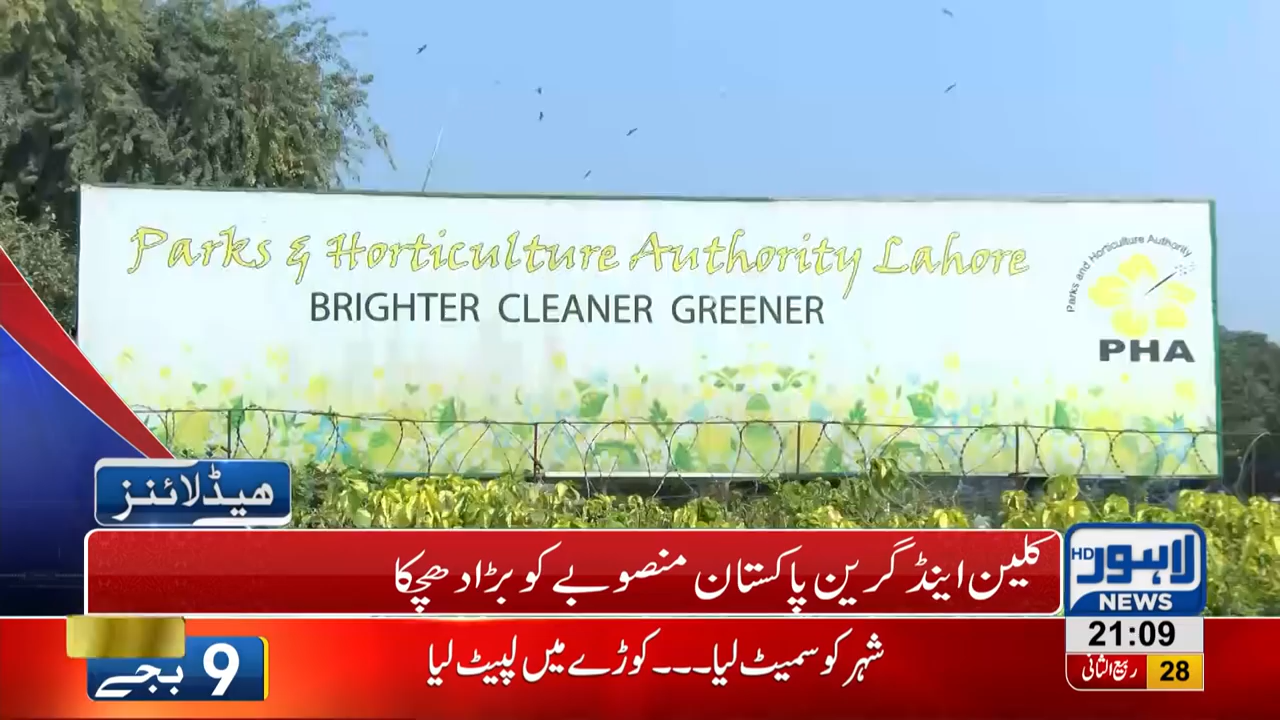 Parks & Horticulture Authority Lahore
BRIGHTER CLEANER GREENER
Parks and Horticulture Authority
PHA
ھیڈلائنز
کلین اینڈ گرین پاکستان منصوبے کو بڑا دھچکا
HD لاہور
NEWS
21:09
28 ربیع الثانی
9 بجے
شہر کو سمیٹ لیا۔۔۔ کوڑے میں لپیٹ لیا